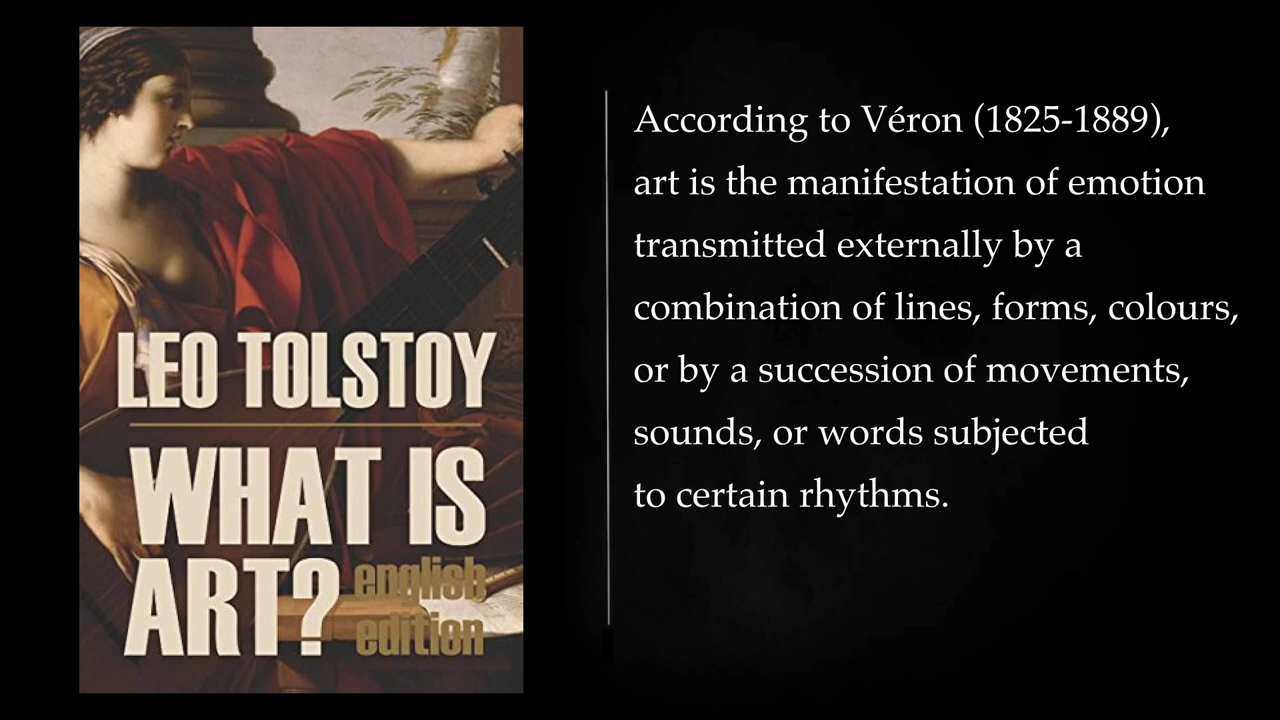 LEO TOLSTOY
WHAT IS
ART?
english
edition
According to Véron (1825-1889),
art is the manifestation of emotion
transmitted externally by a
combination of lines, forms, colours,
or by a succession of movements,
sounds, or words subjected
to certain rhythms.